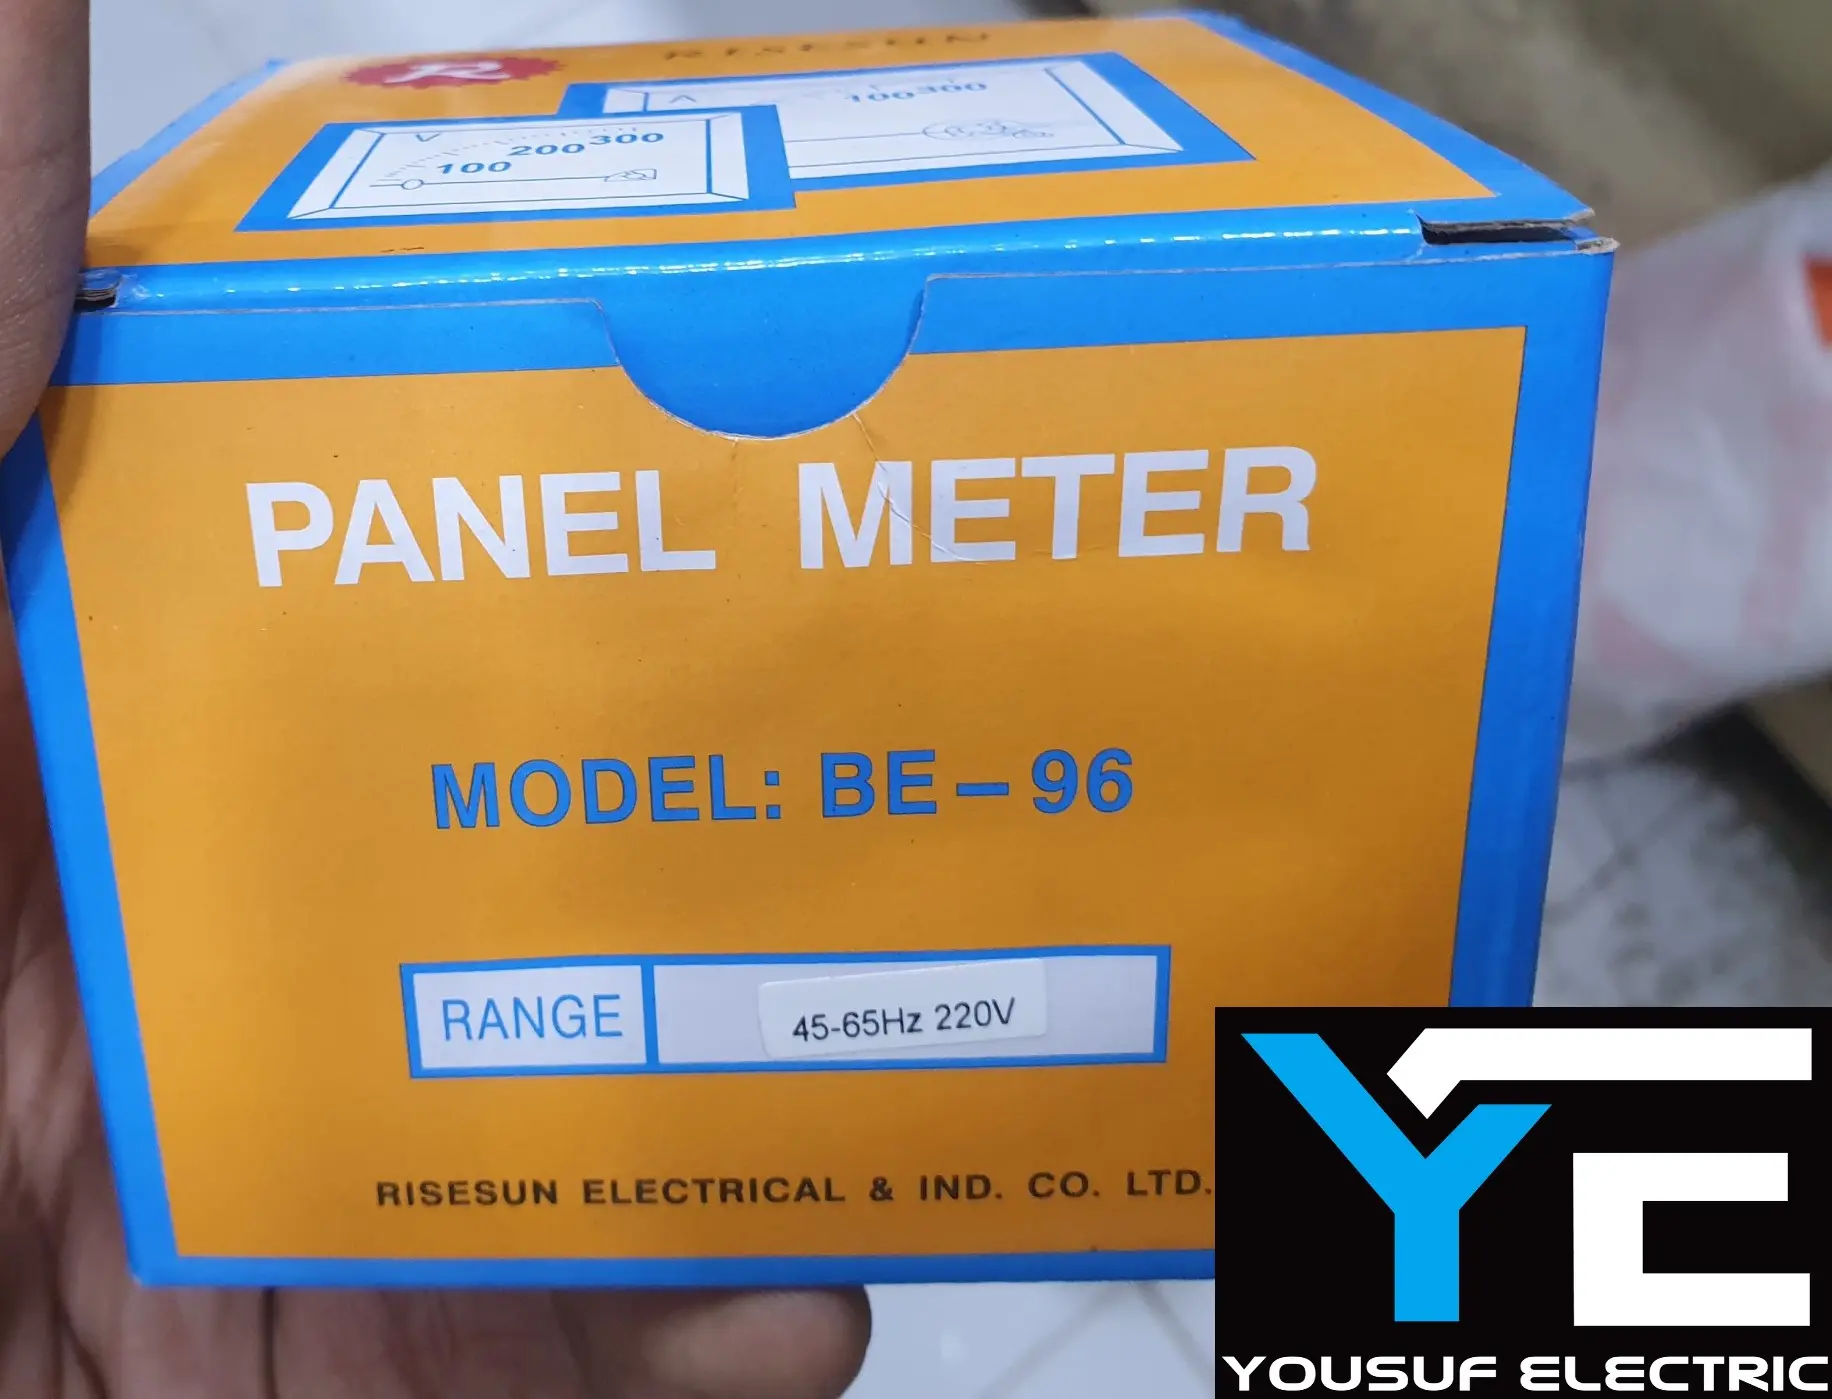 R RISESUN
A 100 300
V 100 200 300
PANEL METER
MODEL: BE-96
RANGE 45-65Hz 220V
RISESUN ELECTRICAL & IND. CO. LTD.
YE
YOUSUF ELECTRIC